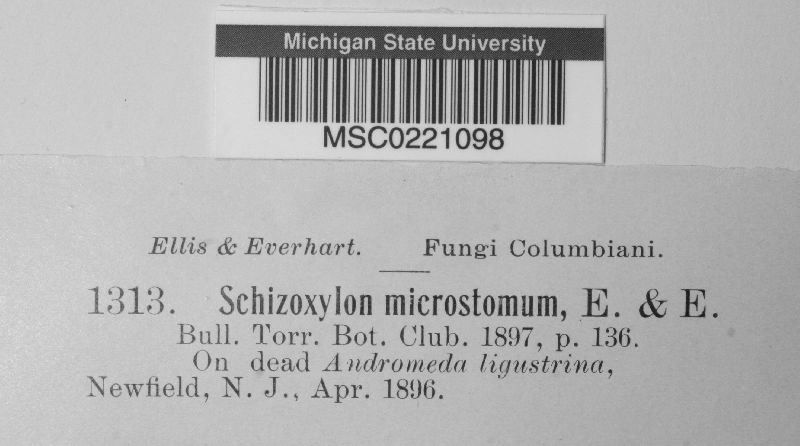 Michigan State University
MSC0221098
Ellis & Everhart. Fungi Columbiani.
1313. Schizoxylon microstomum, E. & E.
Bull. Torr. Bot. Club. 1897, p. 136.
On dead Andromeda ligustrina,
Newfield, N. J., Apr. 1896.